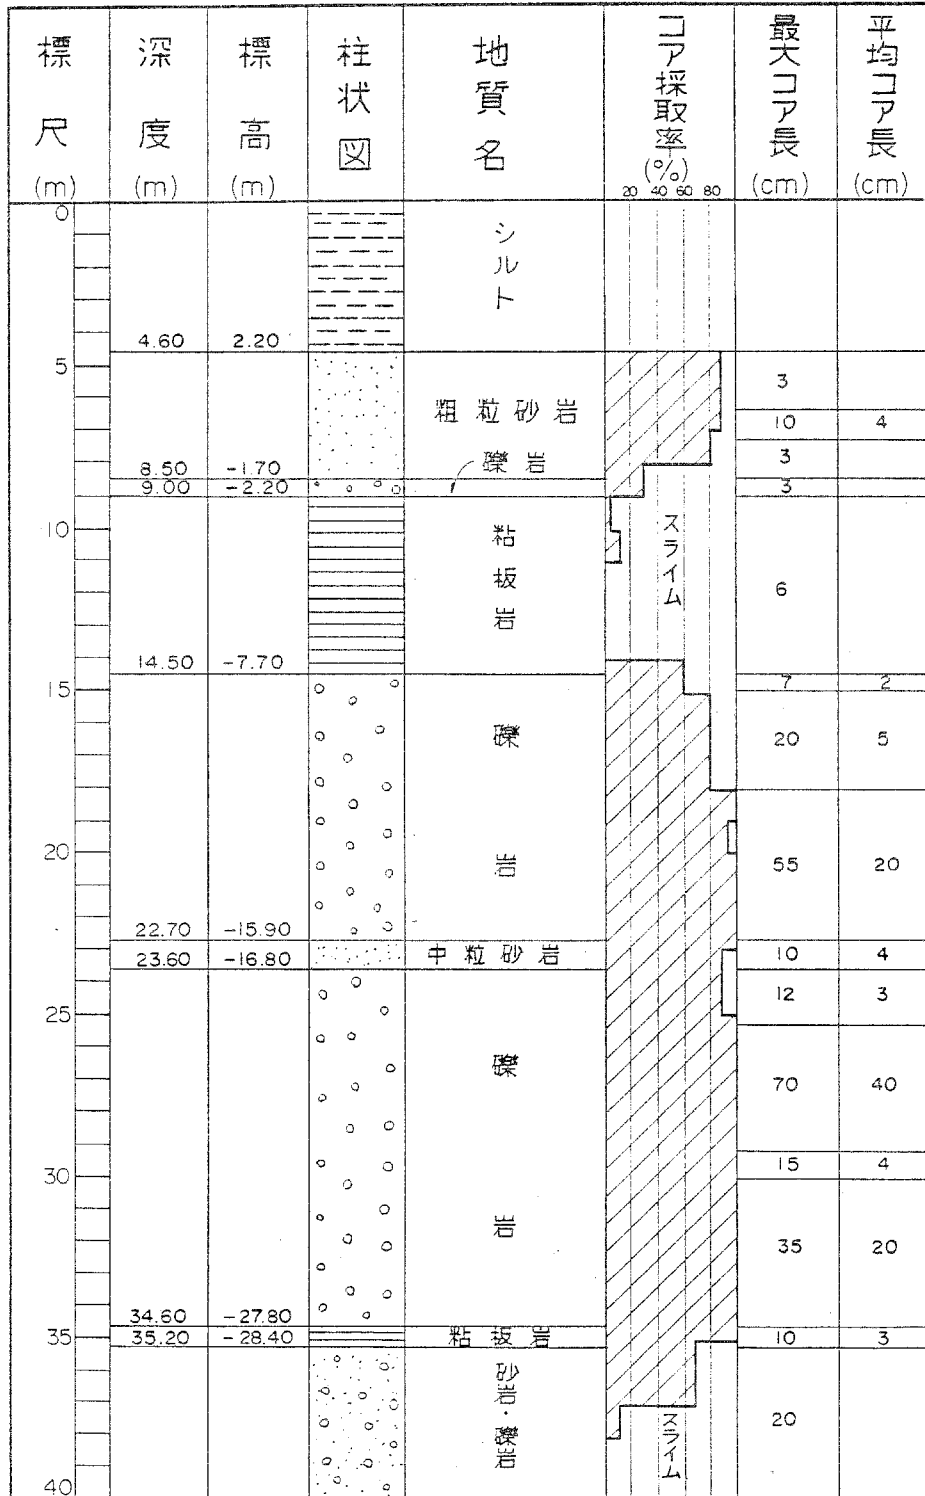 標尺(m) 深度(m) 標高(m) 柱状図 地質名 コア採取率(%) 最大コア長(cm) 平均コア長(cm)
20 40 60 80
0
シルト
4.60 2.20
5
3
粗粒砂岩
10 4
3
8.50 -1.70 礫岩
9.00 -2.20 3
10
粘板岩
スライム
6
14.50 -7.70
7 2
15
礫岩
20 5
20
55 20
22.70 -15.90
中粒砂岩 10 4
23.60 -16.80
12 3
25
礫岩
70 40
15 4
30
35 20
34.60 -27.80
35 粘板岩 10 3
35.20 -28.40
砂岩・礫岩
20
スライム
40